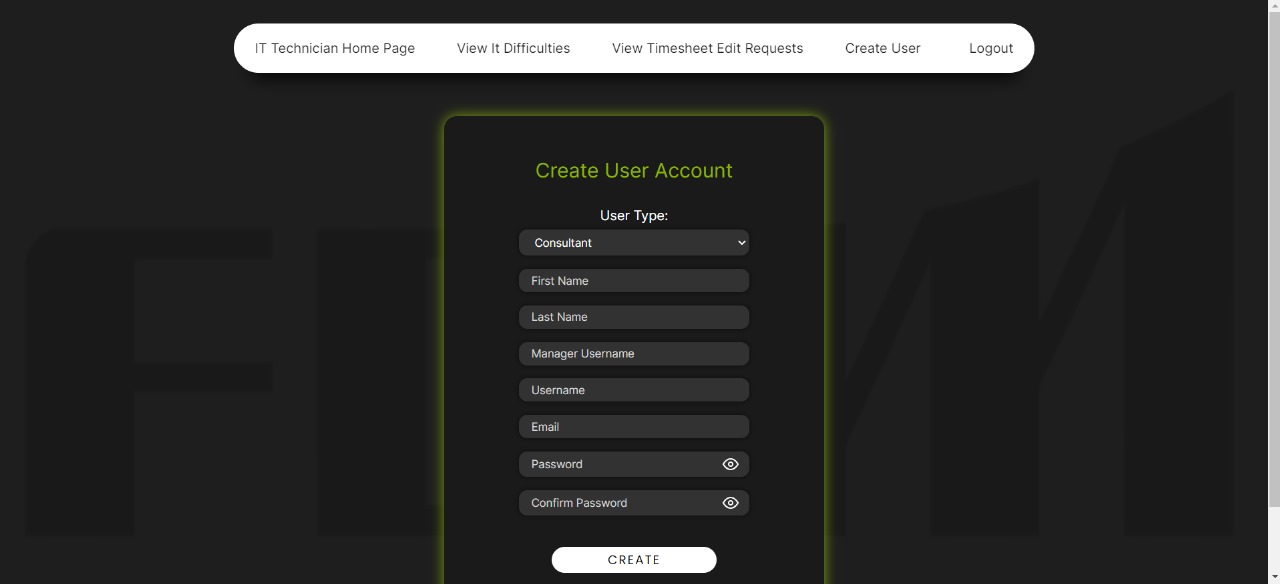 IT Technician Home Page View It Difficulties View Timesheet Edit Requests Create User Logout
Create User Account
User Type:
Consultant
First Name
Last Name
Manager Username
Username
Email
Password
Confirm Password
CREATE